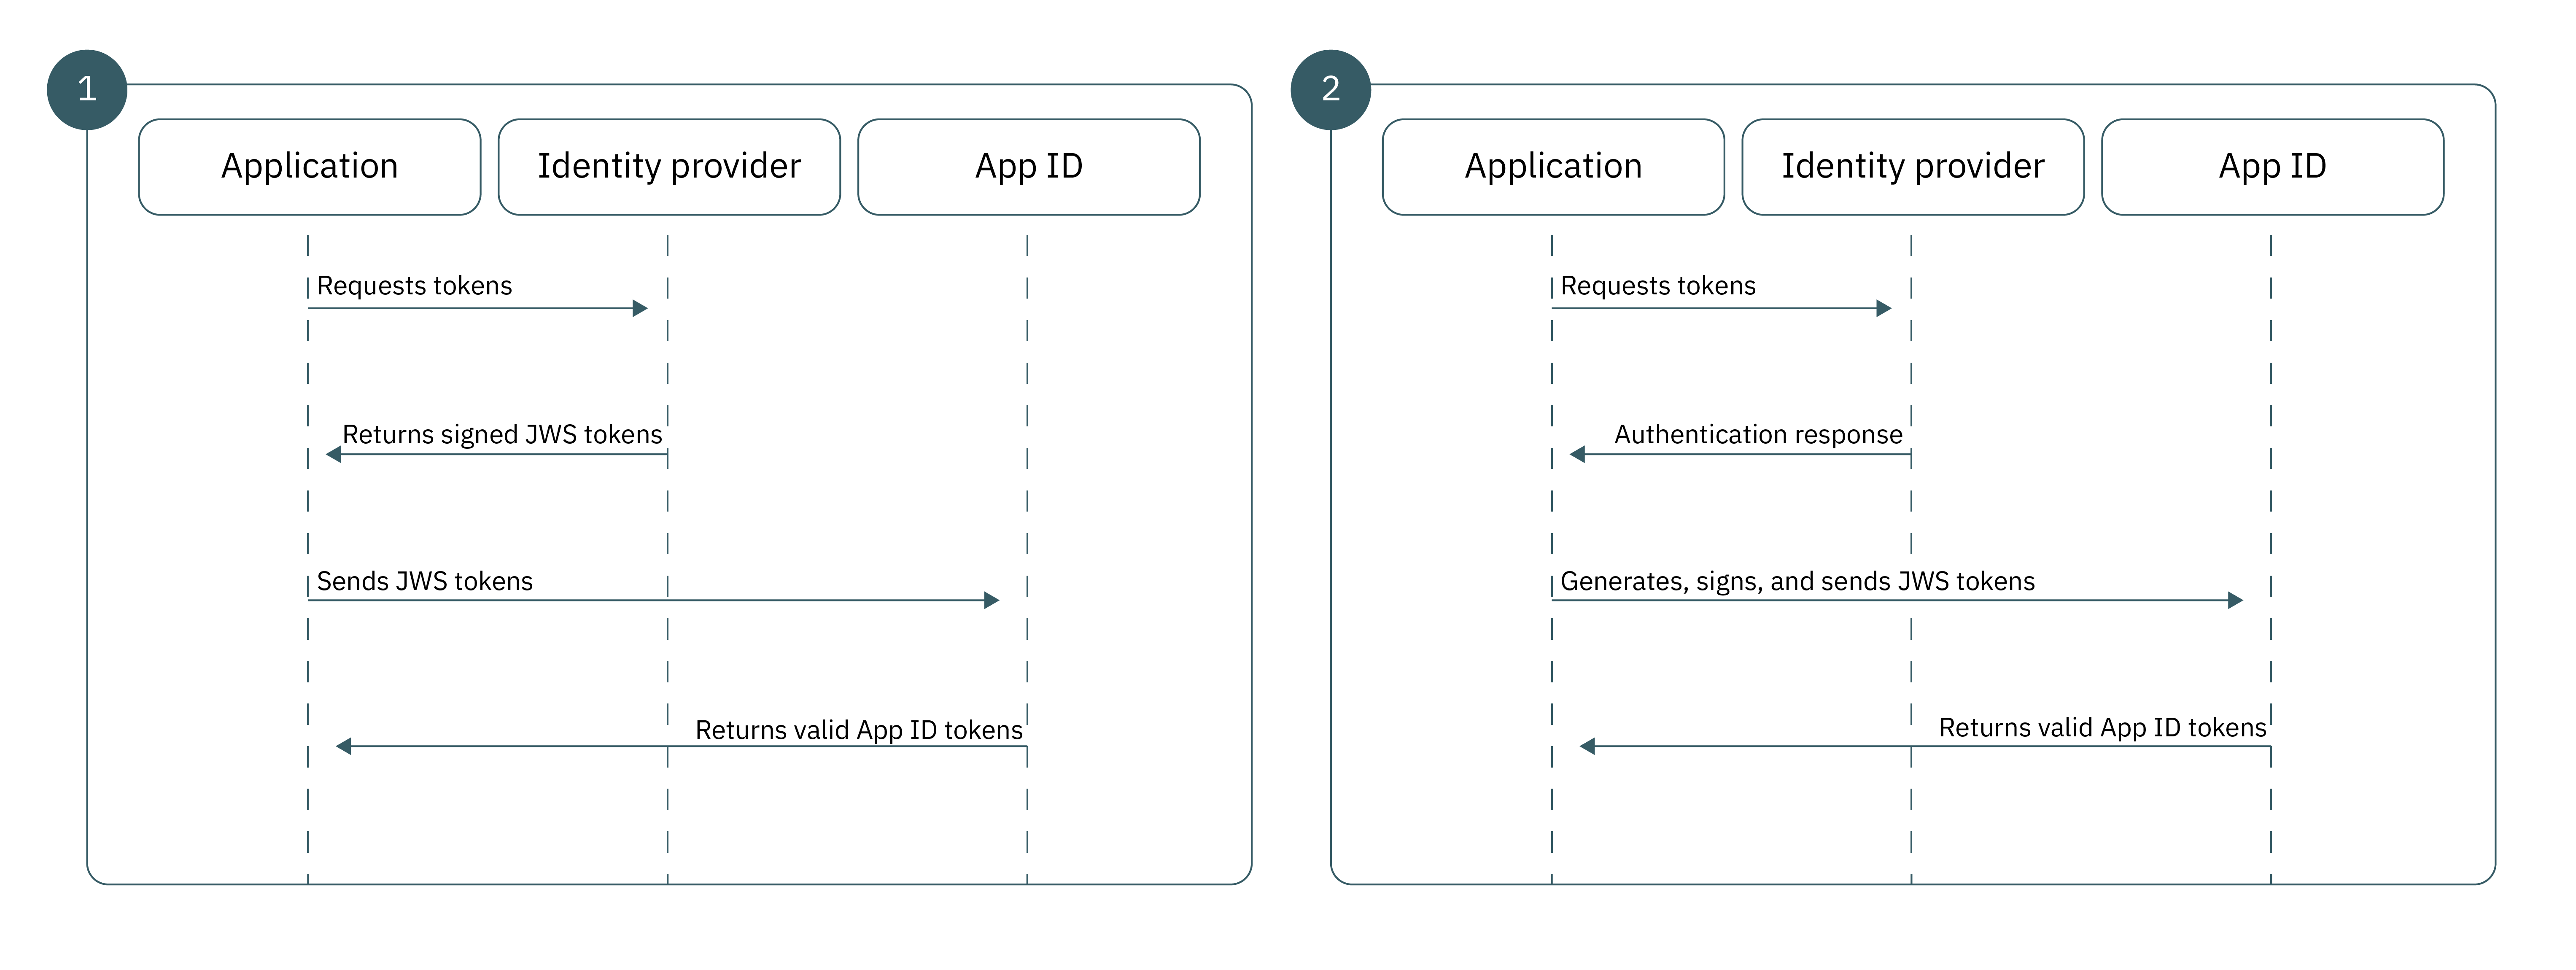 1
Application
Identity provider
App ID
Requests tokens
Returns signed JWS tokens
Sends JWS tokens
Returns valid App ID tokens
2
Application
Identity provider
App ID
Requests tokens
Authentication response
Generates, signs, and sends JWS tokens
Returns valid App ID tokens